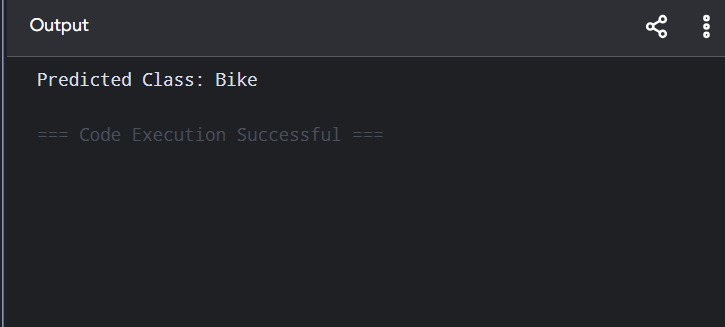 Output
Predicted Class: Bike
=== Code Execution Successful ===